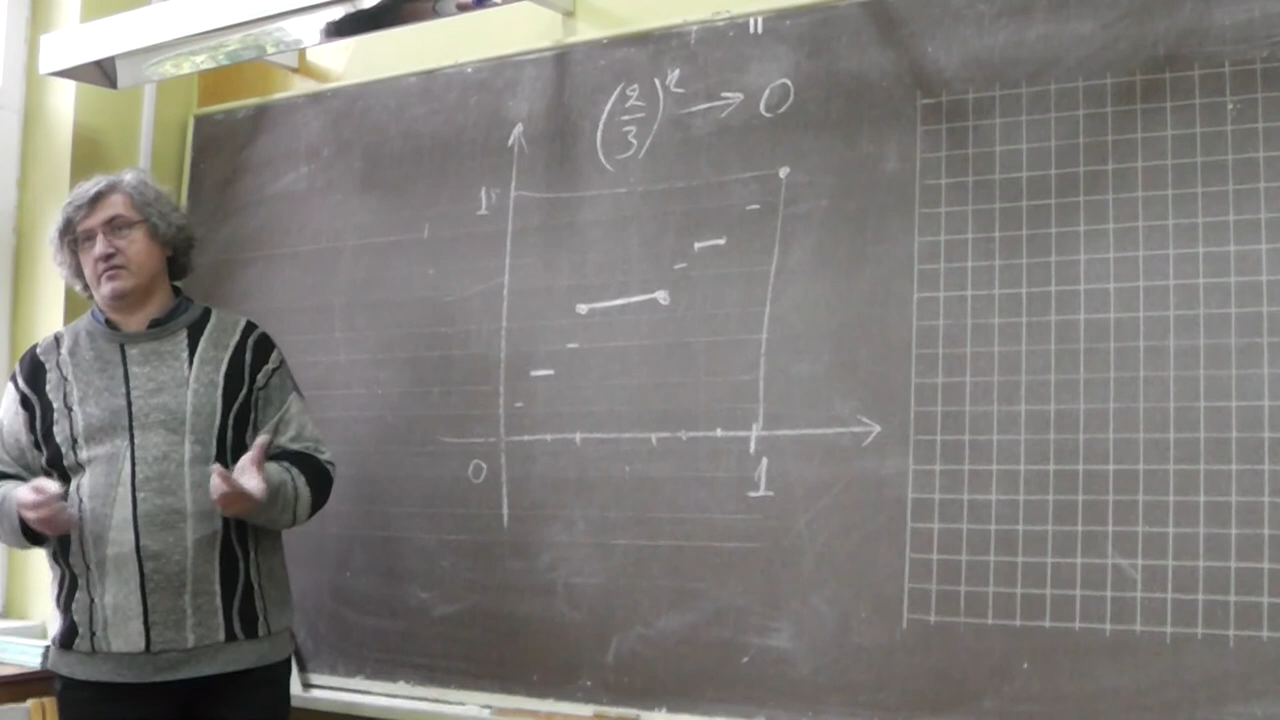 (2/3)^n → 0
1
0
1